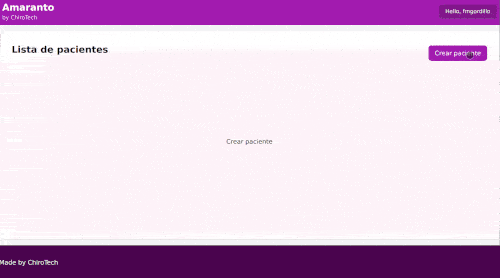 Amaranto
by ChiroTech
Hello, fmgordillo
Lista de pacientes
Crear paciente
Crear paciente
Made by ChiroTech